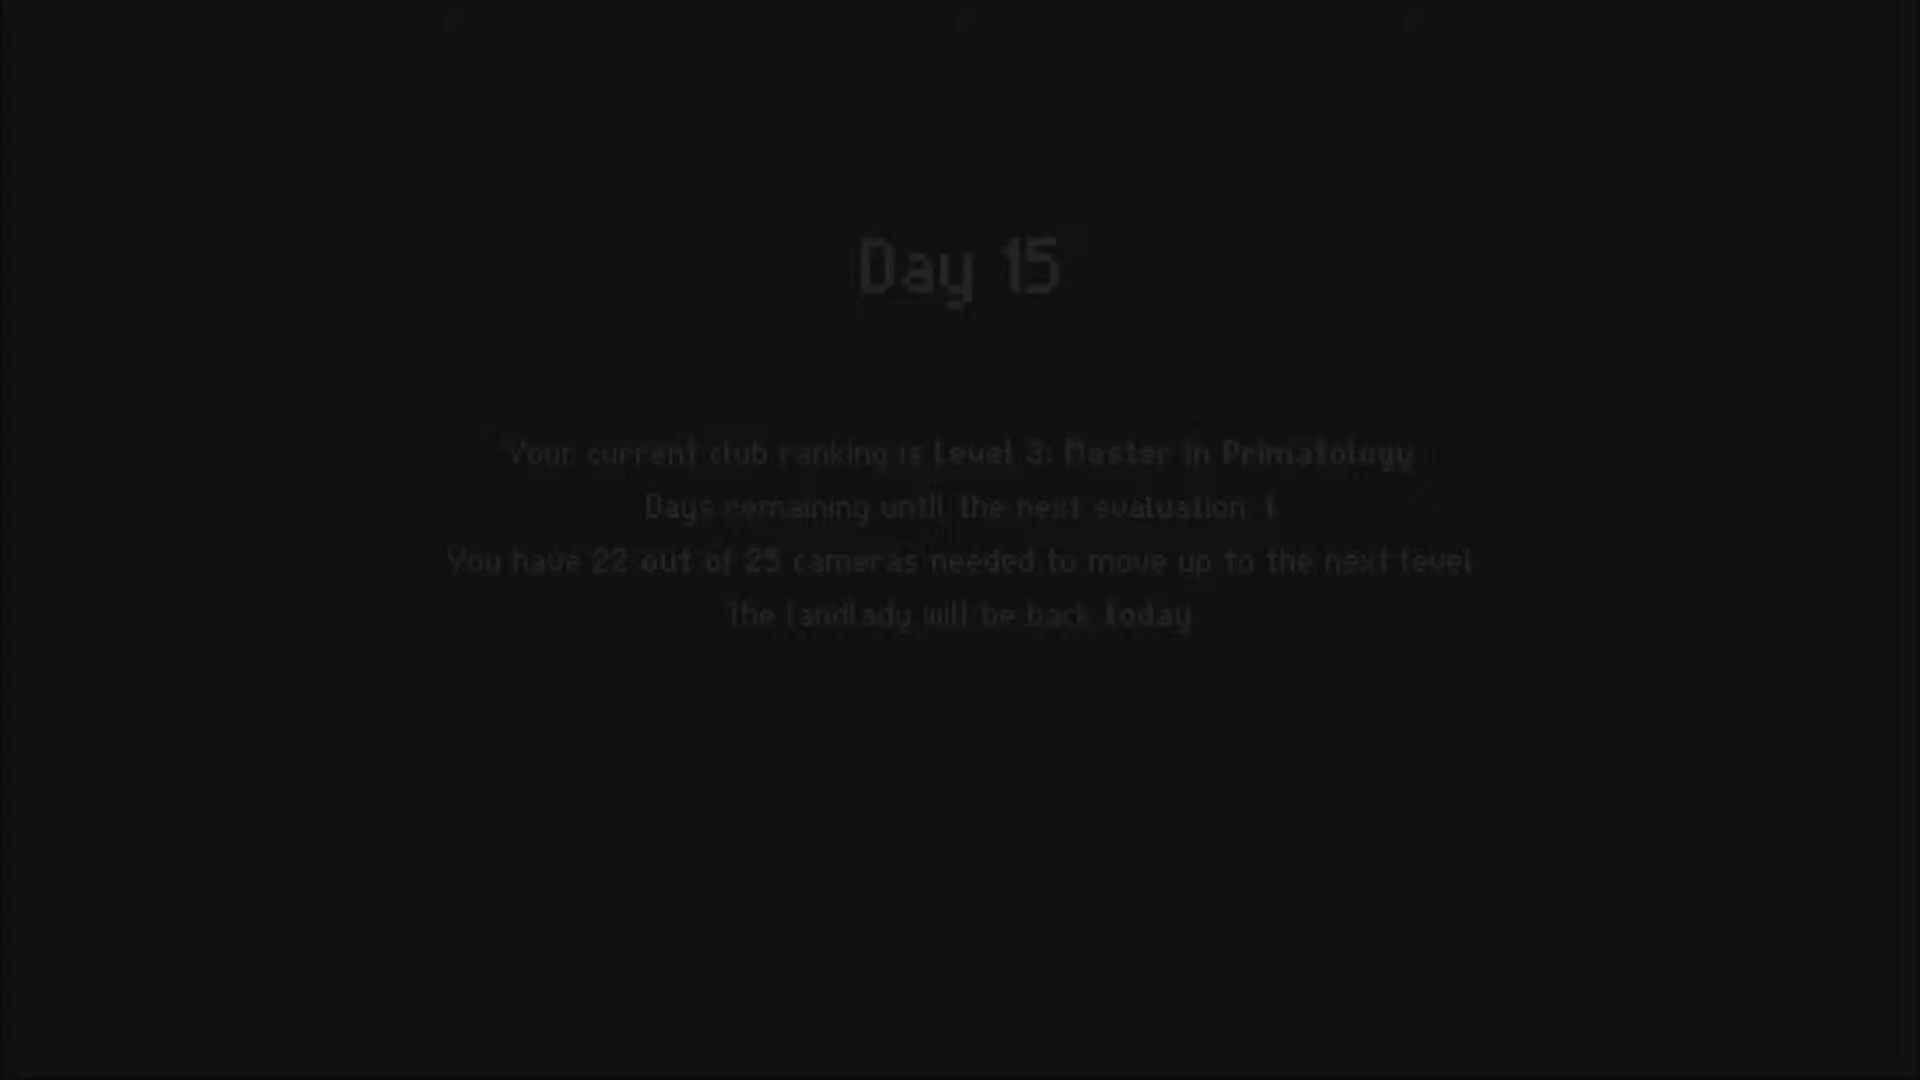 Day 15
Your current club ranking is Level 3: Master in Primatology
Days remaining until the next evaluation: 1
You have 22 out of 25 cameras needed to move up to the next level
The landlady will be back today